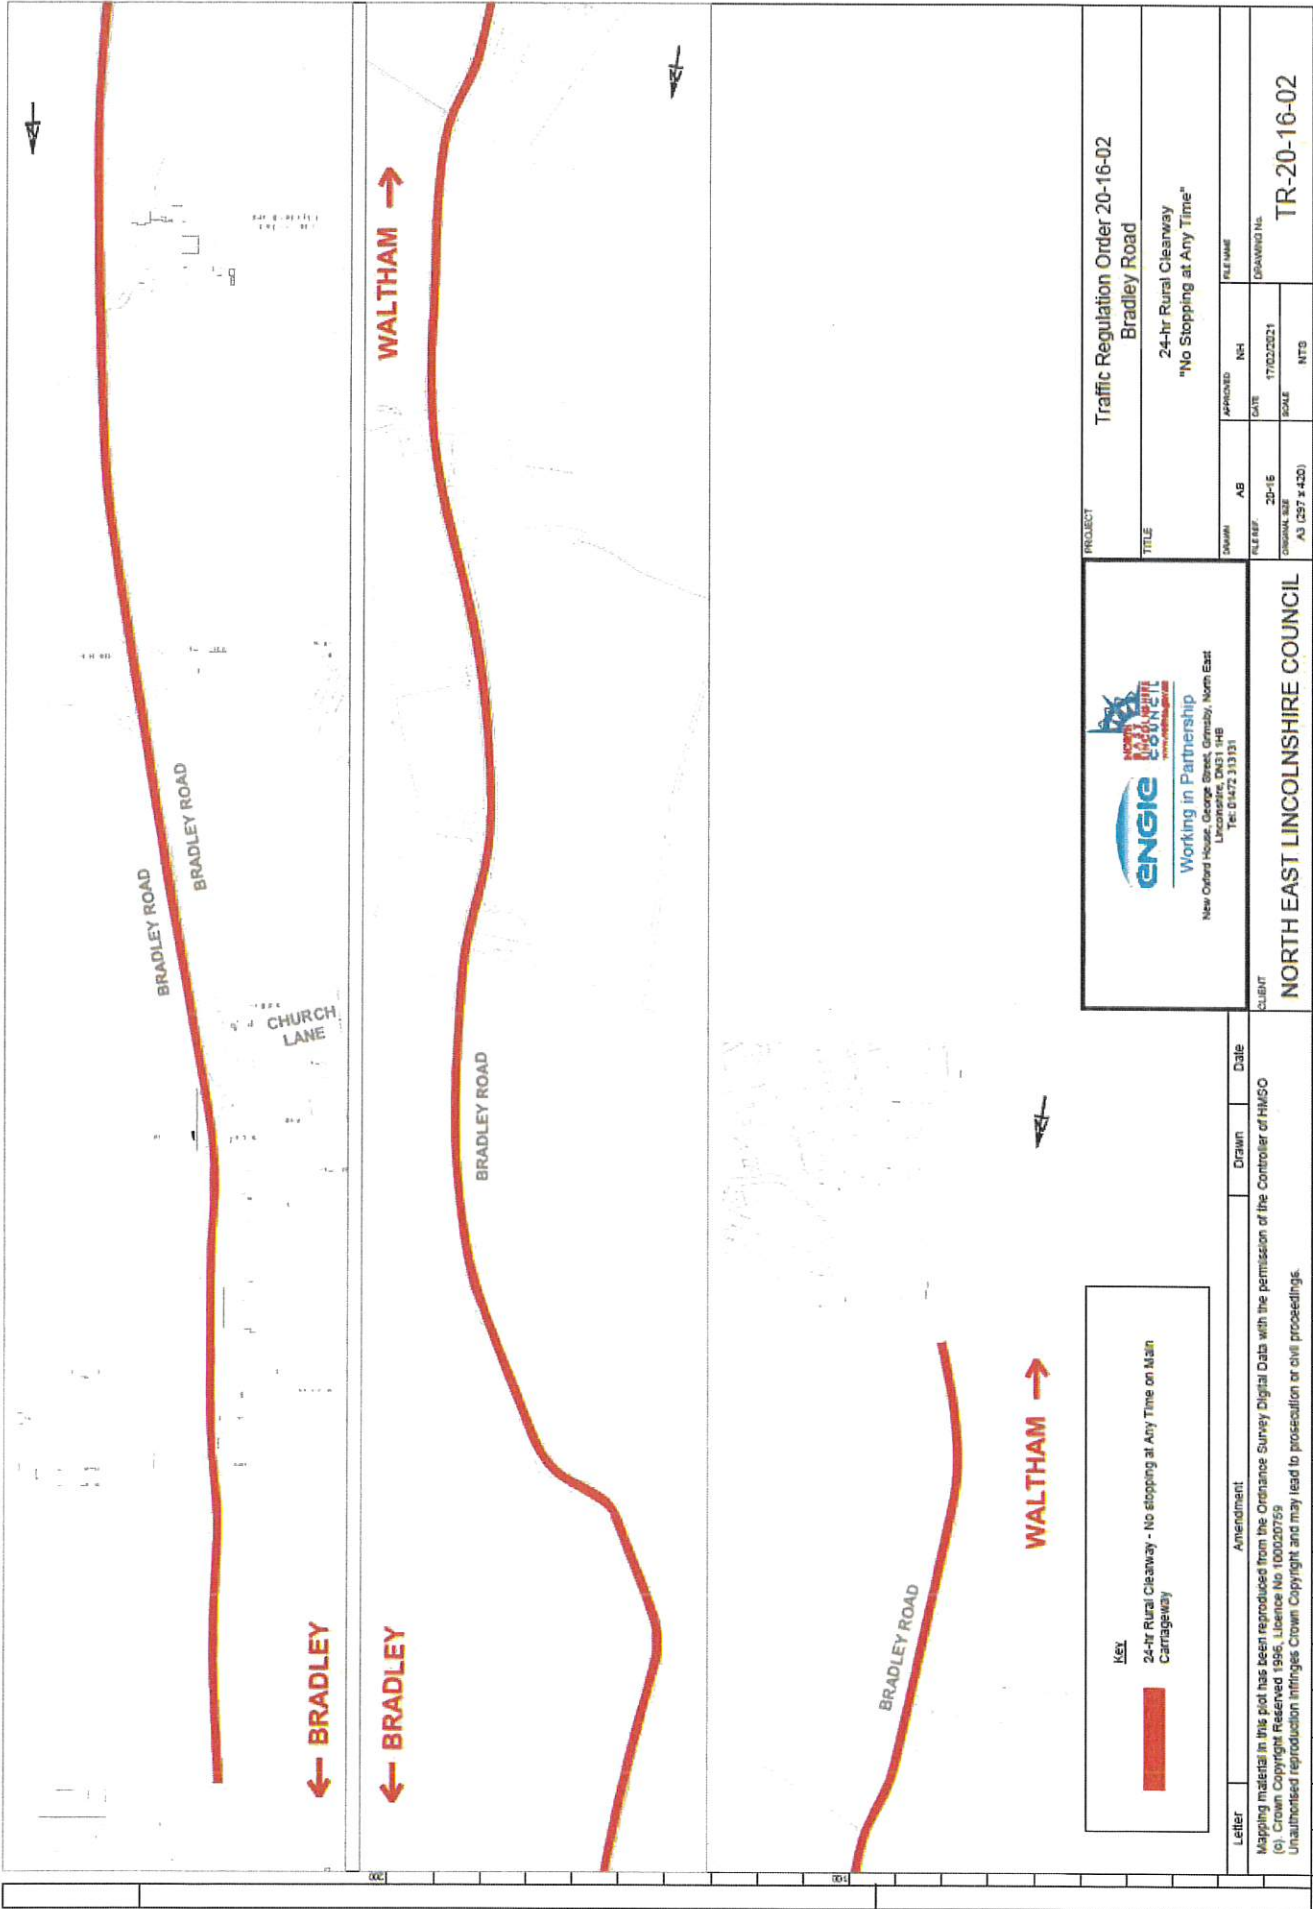 BRADLEY ROAD
BRADLEY ROAD
CHURCH
LANE
← BRADLEY
WALTHAM →
BRADLEY ROAD
← BRADLEY
BRADLEY ROAD
WALTHAM →
Key
24-hr Rural Clearway - No stopping at Any Time on Main
Carriageway
Letter Amendment Drawn Date
Mapping material in this plot has been reproduced from the Ordnance Survey Digital Data with the permission of the Controller of HMSO
(c). Crown Copyright Reserved 1996, Licence No 100020759
Unauthorised reproduction infringes Crown Copyright and may lead to prosecution or civil proceedings.
ENGIE
NORTH
EAST
LINCOLNSHIRE
COUNCIL
Working in Partnership
New Oxford House, George Street, Grimsby, North East
Lincolnshire, DN31 1HB
Tel: 01472 313131
CLIENT
NORTH EAST LINCOLNSHIRE COUNCIL
PROJECT
Traffic Regulation Order 20-16-02
Bradley Road
TITLE
24-hr Rural Clearway
"No Stopping at Any Time"
DRAWN AB
APPROVED NH
FILE NAME
FILE REF. 20-16
DATE 17/02/2021
DRAWING No.
TR-20-16-02
ORIGINAL SIZE
A3 (297 x 420)
SCALE NTS